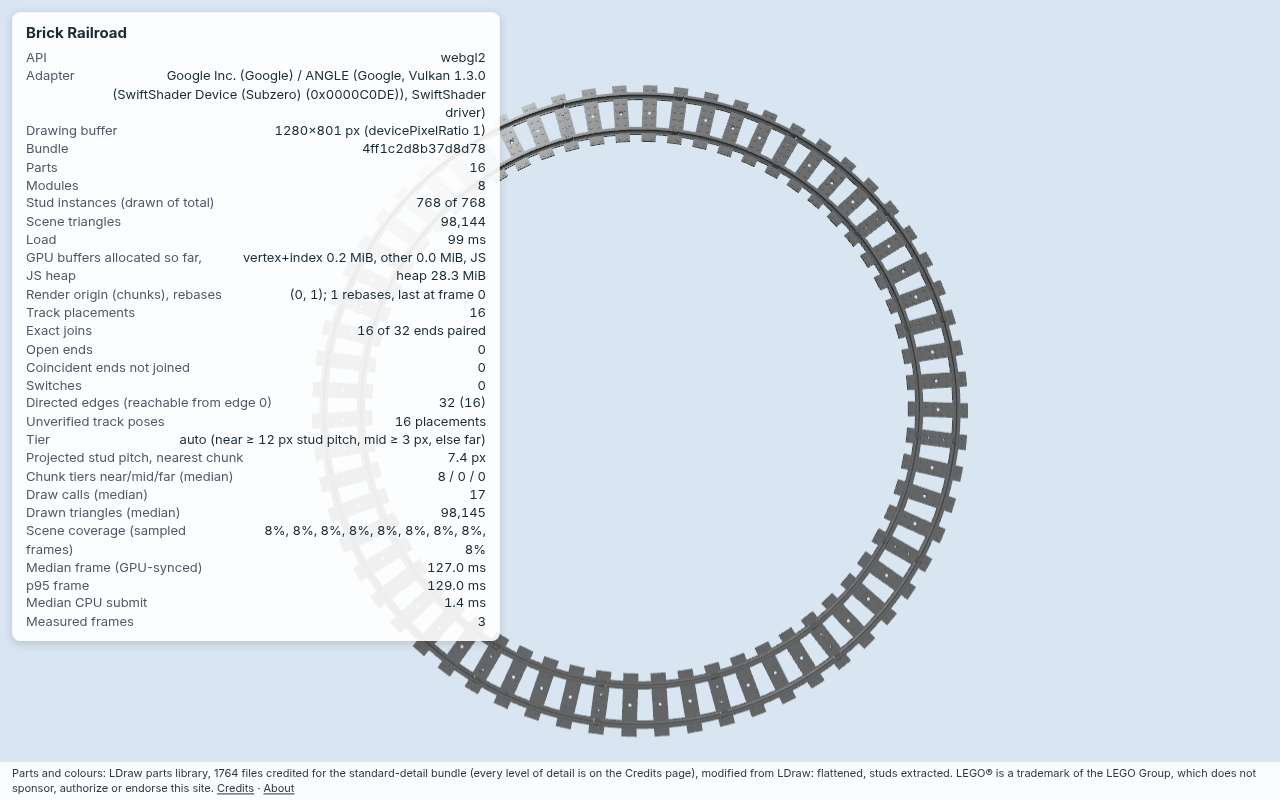 Brick Railroad
API webgl2
Adapter Google Inc. (Google) / ANGLE (Google, Vulkan 1.3.0
(SwiftShader Device (Subzero) (0x0000C0DE)), SwiftShader
driver)
Drawing buffer 1280×801 px (devicePixelRatio 1)
Bundle 4ff1c2d8b37d8d78
Parts 16
Modules 8
Stud instances (drawn of total) 768 of 768
Scene triangles 98,144
Load 99 ms
GPU buffers allocated so far, vertex+index 0.2 MiB, other 0.0 MiB, JS
JS heap heap 28.3 MiB
Render origin (chunks), rebases (0, 1); 1 rebases, last at frame 0
Track placements 16
Exact joins 16 of 32 ends paired
Open ends 0
Coincident ends not joined 0
Switches 0
Directed edges (reachable from edge 0) 32 (16)
Unverified track poses 16 placements
Tier auto (near ≥ 12 px stud pitch, mid ≥ 3 px, else far)
Projected stud pitch, nearest chunk 7.4 px
Chunk tiers near/mid/far (median) 8 / 0 / 0
Draw calls (median) 17
Drawn triangles (median) 98,145
Scene coverage (sampled 8%, 8%, 8%, 8%, 8%, 8%, 8%, 8%,
frames) 8%
Median frame (GPU-synced) 127.0 ms
p95 frame 129.0 ms
Median CPU submit 1.4 ms
Measured frames 3
Parts and colours: LDraw parts library, 1764 files credited for the standard-detail bundle (every level of detail is on the Credits page), modified from LDraw: flattened, studs extracted. LEGO® is a trademark of the LEGO Group, which does not
sponsor, authorize or endorse this site. Credits · About